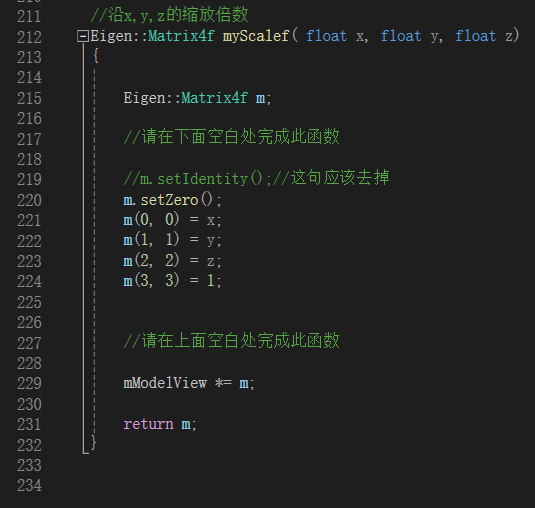 211 //沿x,y,z的缩放倍数
212 Eigen::Matrix4f myScalef( float x, float y, float z)
213 {
214
215 Eigen::Matrix4f m;
216
217 //请在下面空白处完成此函数
218
219 //m.setIdentity();//这句应该去掉
220 m.setZero();
221 m(0, 0) = x;
222 m(1, 1) = y;
223 m(2, 2) = z;
224 m(3, 3) = 1;
225
226
227 //请在上面空白处完成此函数
228
229 mModelView *= m;
230
231 return m;
232 }
233
234